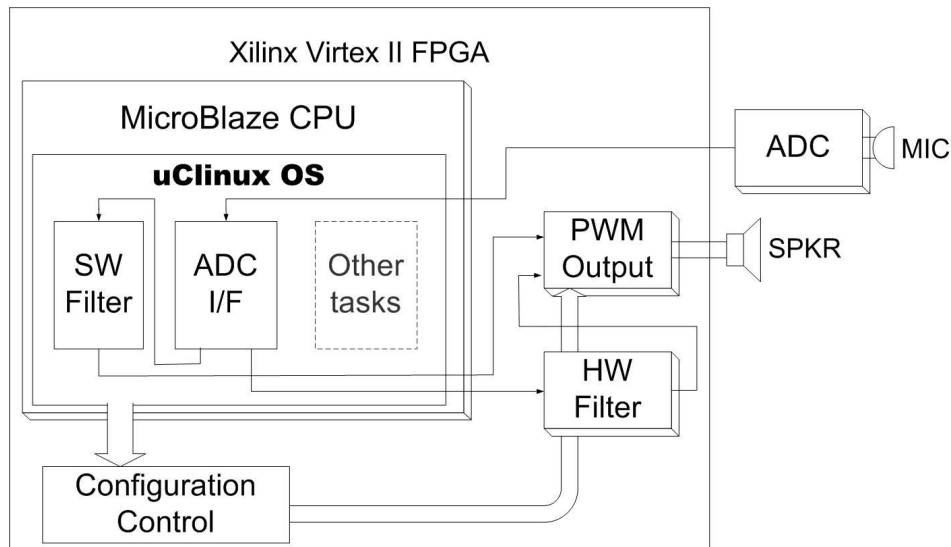 Xilinx Virtex II FPGA
MicroBlaze CPU
uClinux OS
SW
Filter
ADC
I/F
Other
tasks
ADC
MIC
PWM
Output
SPKR
HW
Filter
Configuration
Control